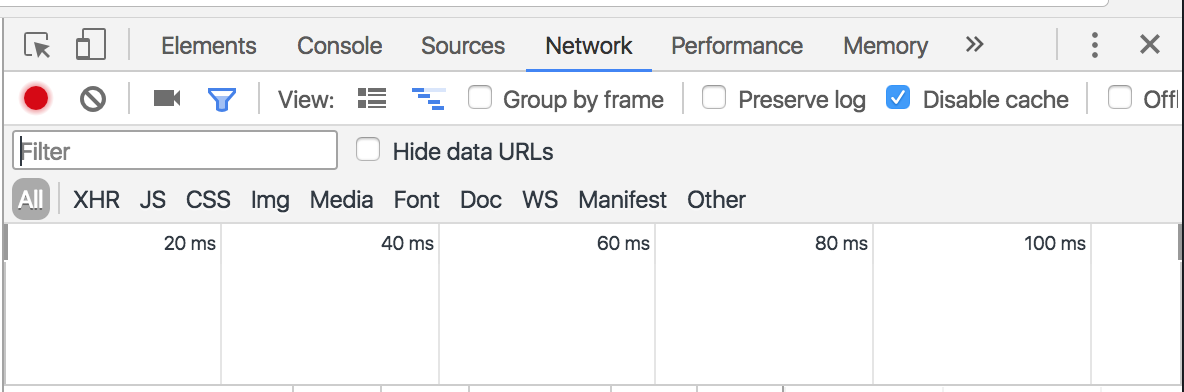 Elements Console Sources Network Performance Memory »
View: Group by frame Preserve log Disable cache Offl
Filter Hide data URLs
All XHR JS CSS Img Media Font Doc WS Manifest Other
20 ms 40 ms 60 ms 80 ms 100 ms